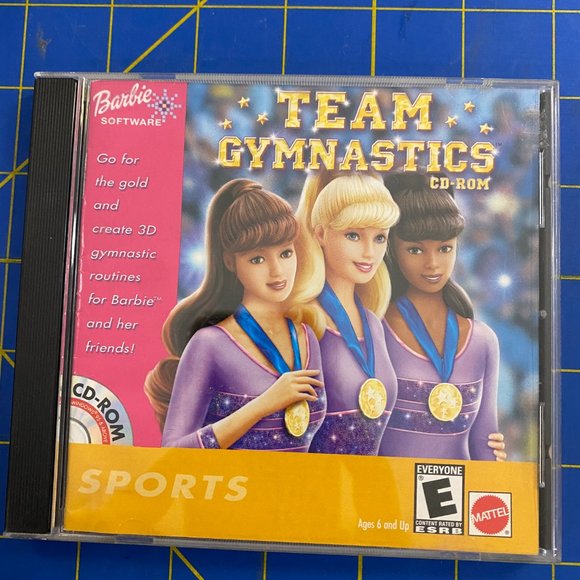 Barbie
SOFTWARE
TEAM
GYMNASTICS™
CD-ROM
Go for
the gold
and
create 3D
gymnastic
routines
for Barbie™
and her
friends!
CD-ROM
SPORTS
Ages 6 and Up
EVERYONE
E
CONTENT RATED BY
ESRB
MATTEL